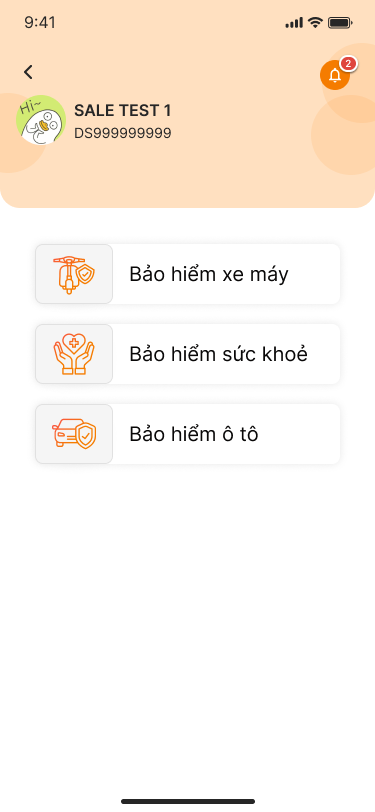 9:41
2
Hi~
SALE TEST 1
DS999999999
Bảo hiểm xe máy
Bảo hiểm sức khoẻ
Bảo hiểm ô tô